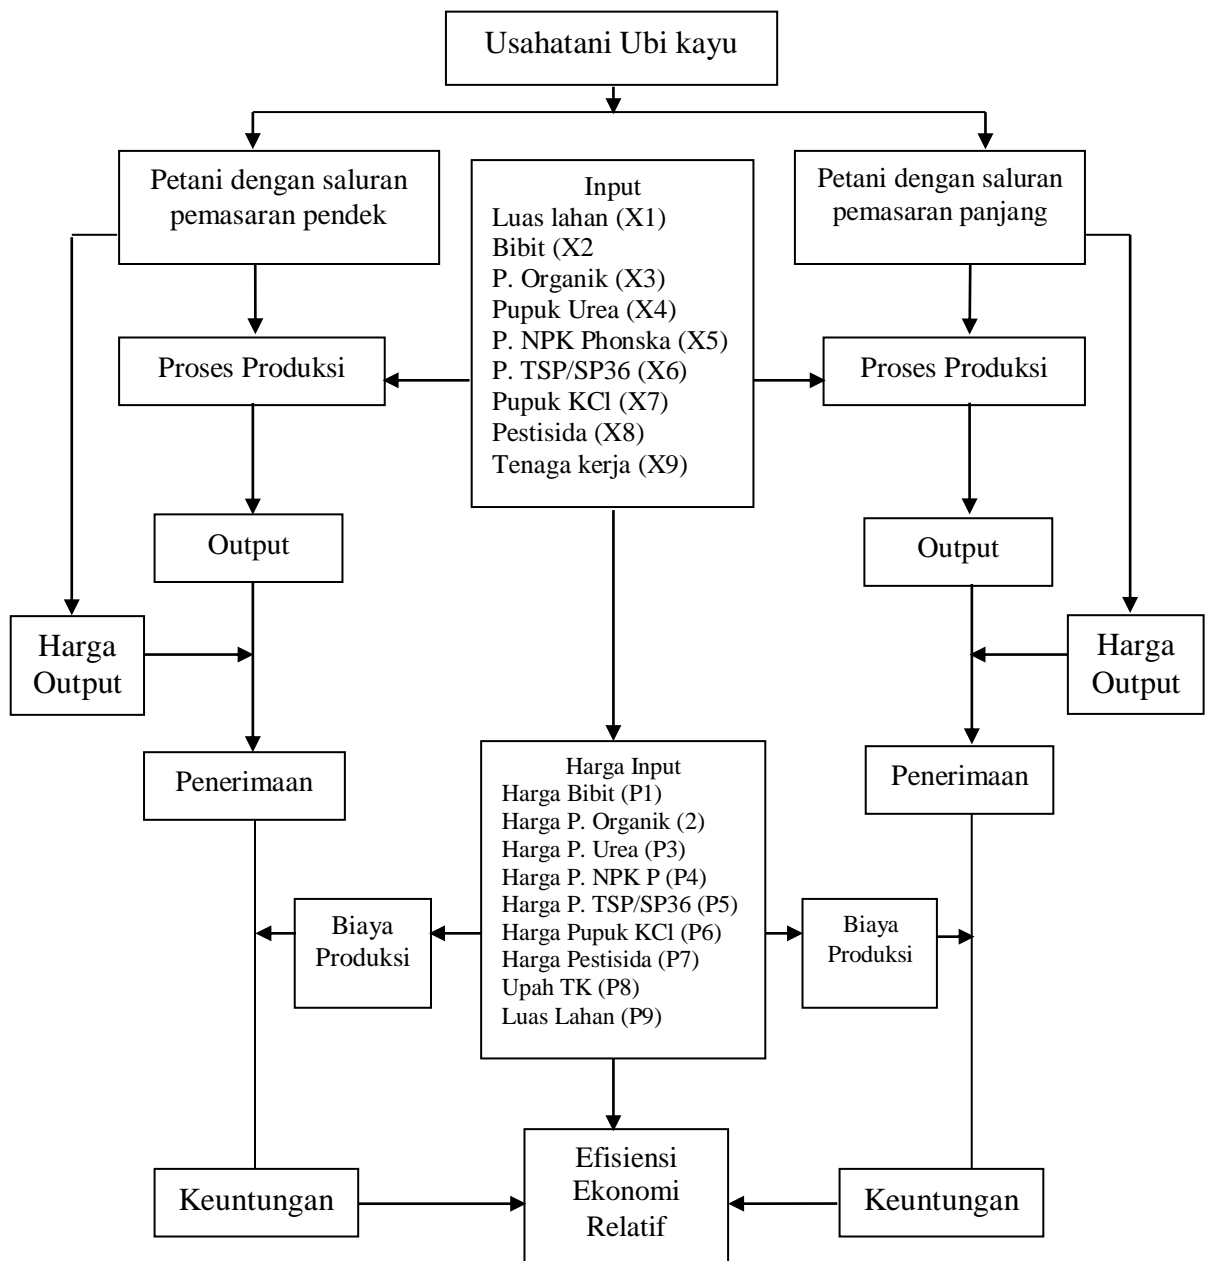 Usahatani Ubi kayu
Petani dengan saluran
pemasaran pendek
Input
Luas lahan (X1)
Bibit (X2
P. Organik (X3)
Pupuk Urea (X4)
P. NPK Phonska (X5)
P. TSP/SP36 (X6)
Pupuk KCl (X7)
Pestisida (X8)
Tenaga kerja (X9)
Petani dengan saluran
pemasaran panjang
Proses Produksi
Proses Produksi
Output
Output
Harga
Output
Harga
Output
Penerimaan
Harga Input
Harga Bibit (P1)
Harga P. Organik (2)
Harga P. Urea (P3)
Harga P. NPK P (P4)
Harga P. TSP/SP36 (P5)
Harga Pupuk KCl (P6)
Harga Pestisida (P7)
Upah TK (P8)
Luas Lahan (P9)
Penerimaan
Biaya
Produksi
Biaya
Produksi
Keuntungan
Efisiensi
Ekonomi
Relatif
Keuntungan